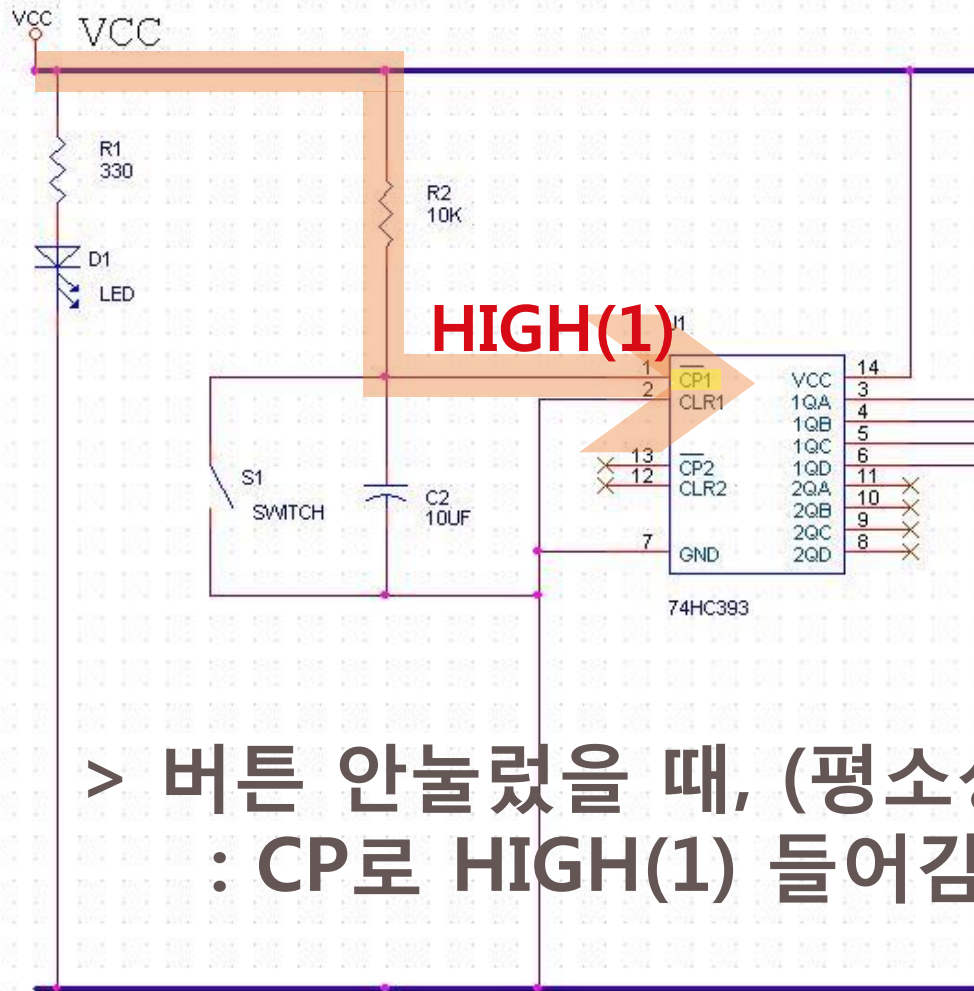 VCC
VCC
R1
330
R2
10K
D1
LED
HIGH(1)
J1
1
CP1
VCC
14
2
CLR1
1QA
3
1QB
4
1QC
5
13
CP2
1QD
6
12
CLR2
2QA
11
2QB
10
2QC
9
7
GND
2QD
8
S1
SWITCH
C2
10UF
74HC393
> 버튼 안눌렀을 때, (평소
: CP로 HIGH(1) 들어감